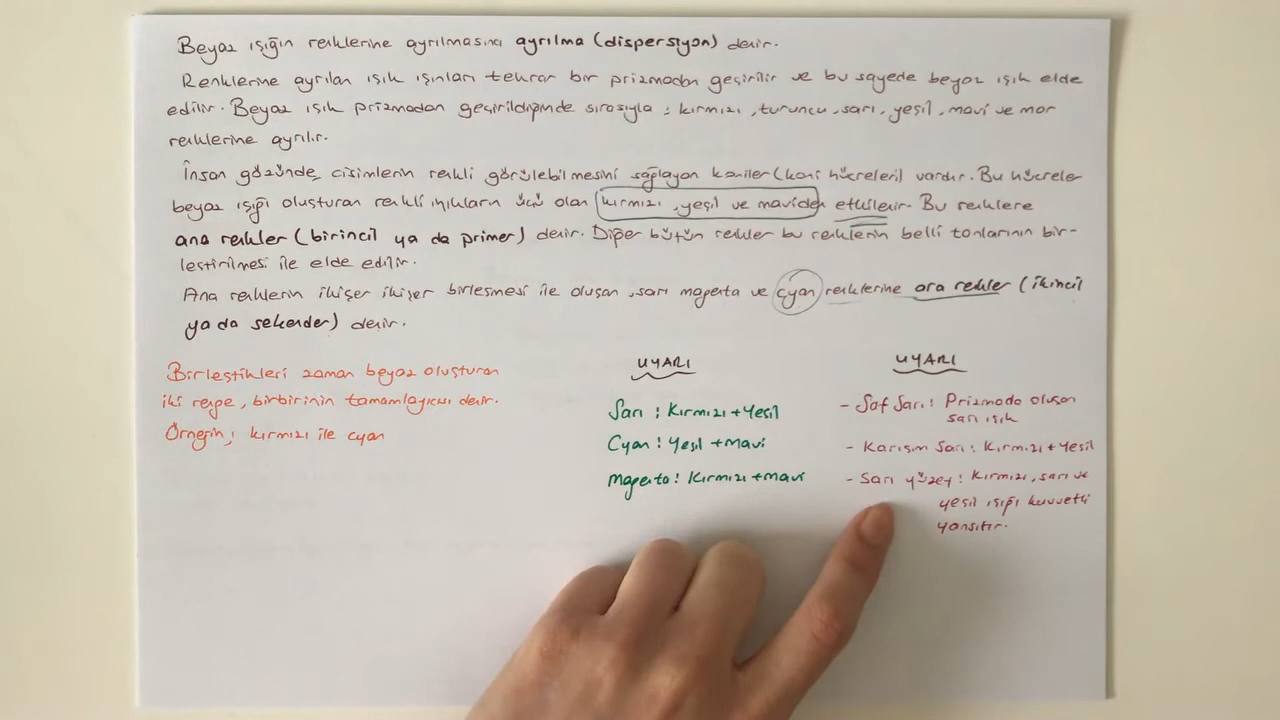 Beyaz ışığın renklerine ayrılmasına ayrılma (dispersiyon) denir.
Renklerine ayrılan ışık ışınları tekrar bir prizmadan geçirilir ve bu sayede beyaz ışık elde
edilir. Beyaz ışık prizmadan geçirildiğinde sırasıyla : kırmızı, turuncu, sarı, yeşil, mavi ve mor
renklerine ayrılır.
İnsan gözünde, cisimlerin renkli görülebilmesini sağlayan koniler (koni hücreleri) vardır. Bu hücreler
beyaz ışığı oluşturan renkli ışıkların üçü olan kırmızı, yeşil ve maviden etkilenir. Bu renklere
ana renkler (birincil ya da primer) denir. Diğer bütün renkler bu renklerin belli tonlarının bir-
leştirilmesi ile elde edilir.
Ana renklerin ikişer ikişer birleşmesi ile oluşan, sarı magenta ve cyan renklerine ara renkler (ikincil
ya da sekender) denir.
Birleştikleri zaman beyaz oluşturan
iki renge, birbirinin tamamlayıcısı denir.
Örneğin; kırmızı ile cyan
UYARI
Sarı : Kırmızı + Yeşil
Cyan : Yeşil + mavi
magenta : Kırmızı + mavi
UYARI
- Saf Sarı : Prizmada oluşan
sarı ışık
- Karışım Sarı : Kırmızı + Yeşil
- Sarı yüzey : Kırmızı, sarı ve
yeşil ışığı kuvvetli
yansıtır.